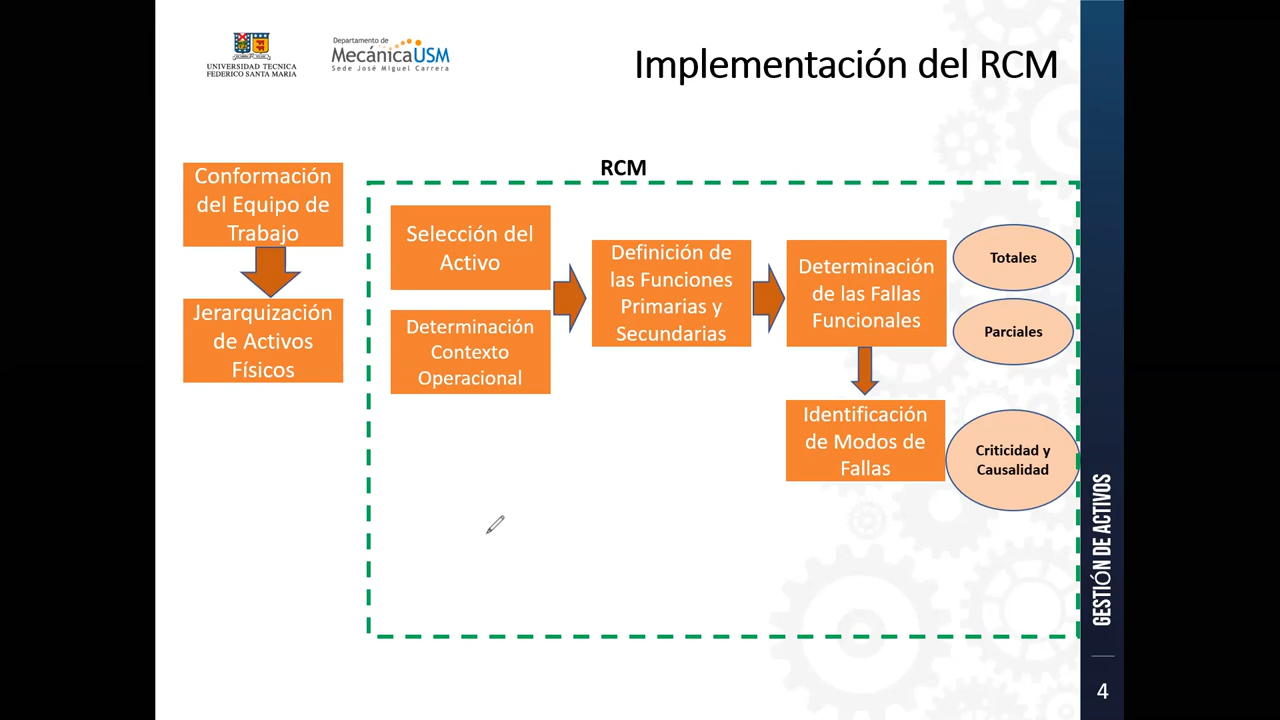 UNIVERSIDAD TECNICA
FEDERICO SANTA MARIA
Departamento de
MecánicaUSM
Sede José Miguel Carrera
Implementación del RCM
Conformación
del Equipo de
Trabajo
Jerarquización
de Activos
Físicos
RCM
Selección del
Activo
Determinación
Contexto
Operacional
Definición de
las Funciones
Primarias y
Secundarias
Determinación
de las Fallas
Funcionales
Totales
Parciales
Identificación
de Modos de
Fallas
Criticidad y
Causalidad
GESTIÓN DE ACTIVOS
4